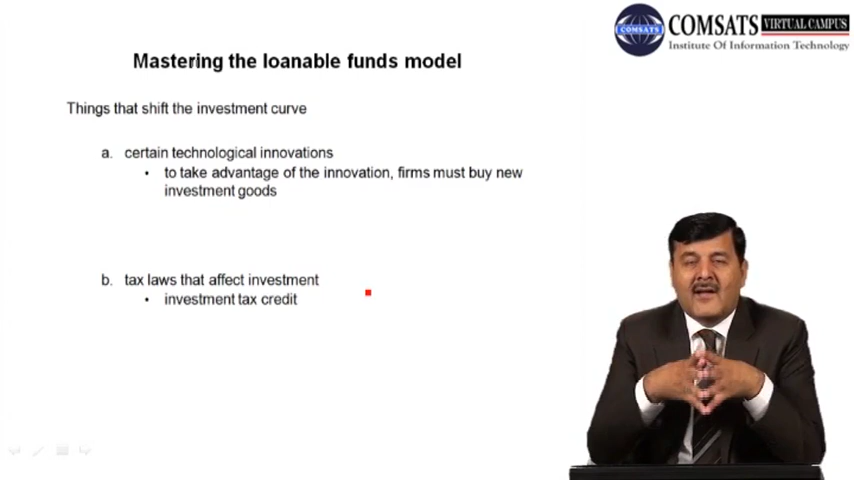 COMSATS VIRTUAL CAMPUS
COMSATS
Institute Of Information Technology
Mastering the loanable funds model
Things that shift the investment curve
a. certain technological innovations
• to take advantage of the innovation, firms must buy new
investment goods
b. tax laws that affect investment
• investment tax credit